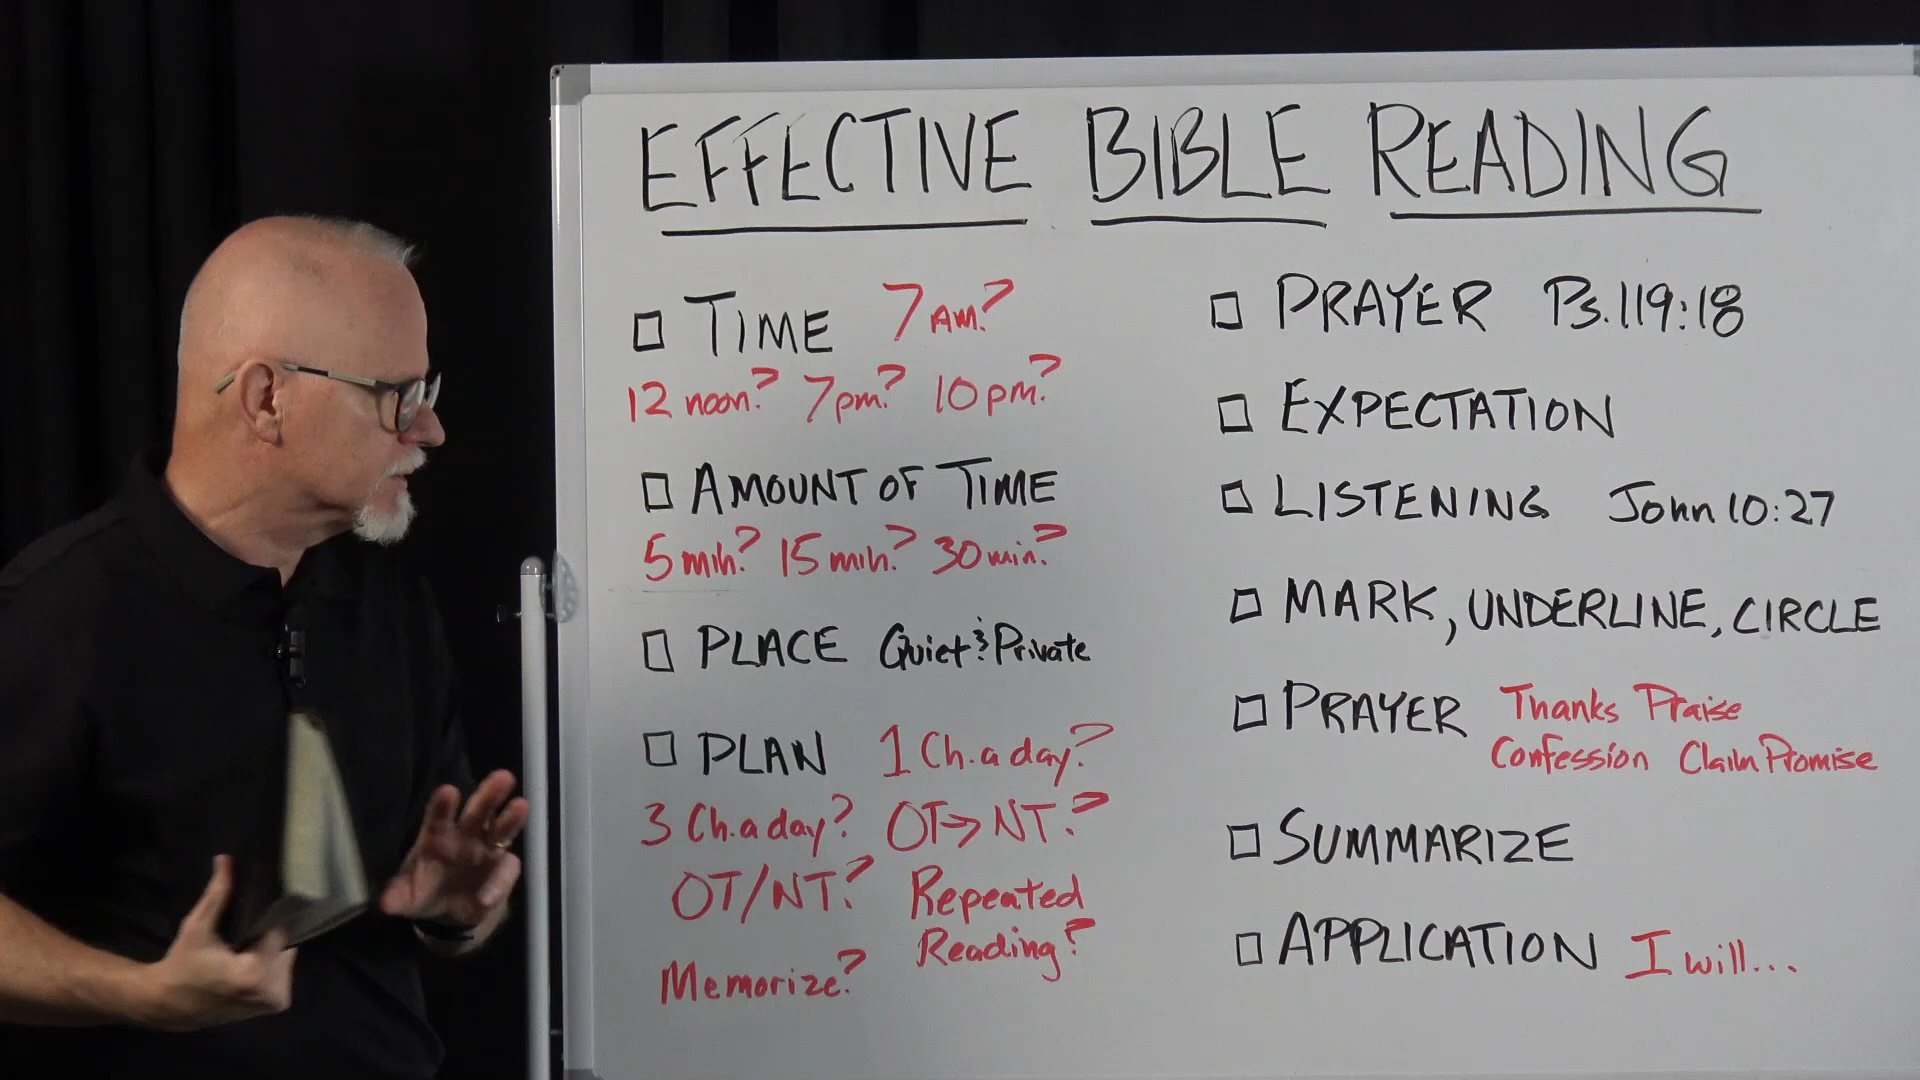 EFFECTIVE BIBLE READING
☐ TIME 7 AM?
12 noon? 7pm? 10pm?
☐ AMOUNT OF TIME
5 min? 15 min? 30 min?
☐ PLACE Quiet & Private
☐ PLAN 1 Ch. a day?
3 Ch. a day? OT→NT?
OT/NT? Repeated
Reading?
Memorize?
☐ PRAYER Ps. 119:18
☐ EXPECTATION
☐ LISTENING John 10:27
☐ MARK, UNDERLINE, CIRCLE
☐ PRAYER Thanks Praise
Confession Claim Promise
☐ SUMMARIZE
☐ APPLICATION I will...